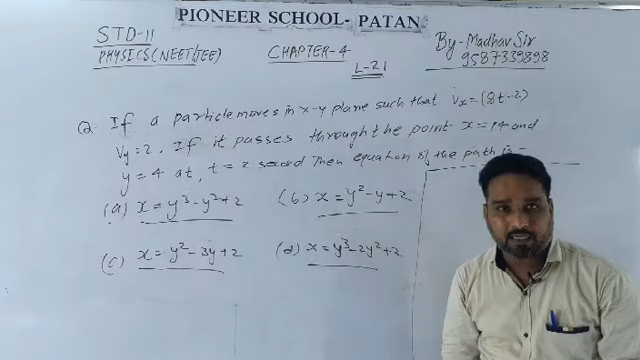 PIONEER SCHOOL- PATAN
STD-11
PHYSICS(NEET/JEE)
CHAPTER-4
L-21
By- Madhav Sir
9587339898
Q. If a particle moves in x-y plane such that Vx=(8t-2)
Vy=2. If it passes through the point x=14 and
y=4 at, t=2 second Then equation of the path is -
(a) x=y³-y²+2 (b) x=y²-y+2
(c) x=y²-3y+2 (d) x=y³-2y²+2